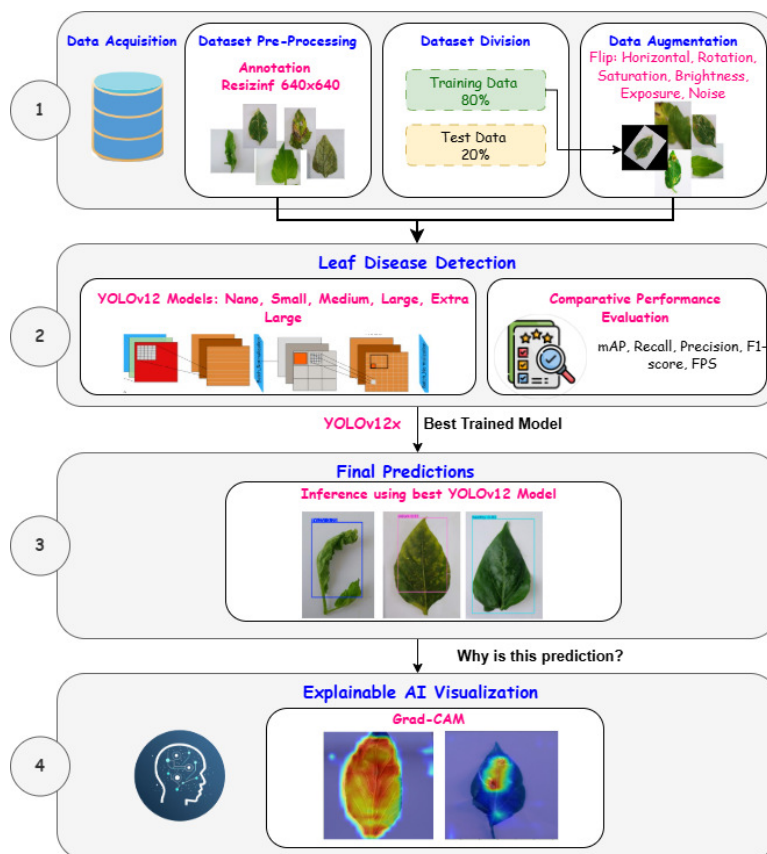 Data Acquisition
Dataset Pre-Processing
Annotation
Resizinf 640x640
Dataset Division
Training Data
80%
Test Data
20%
Data Augmentation
Flip: Horizontal, Rotation,
Saturation, Brightness,
Exposure, Noise
1
Leaf Disease Detection
2
YOLOv12 Models: Nano, Small, Medium, Large, Extra
Large
Comparative Performance
Evaluation
mAP, Recall, Precision, F1-
score, FPS
YOLOv12x
Best Trained Model
Final Predictions
3
Inference using best YOLOv12 Model
Why is this prediction?
Explainable AI Visualization
4
Grad-CAM